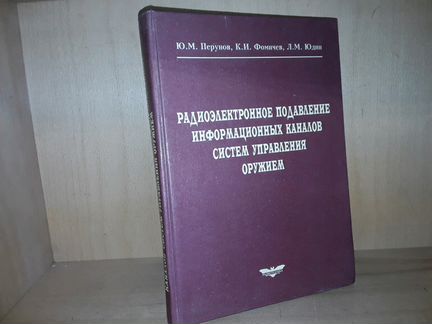 Ю.М. Перунов, К.И. Фомичев, Л.М. Юдин
РАДИОЭЛЕКТРОННОЕ ПОДАВЛЕНИЕ
ИНФОРМАЦИОННЫХ КАНАЛОВ
СИСТЕМ УПРАВЛЕНИЯ
ОРУЖИЕМ